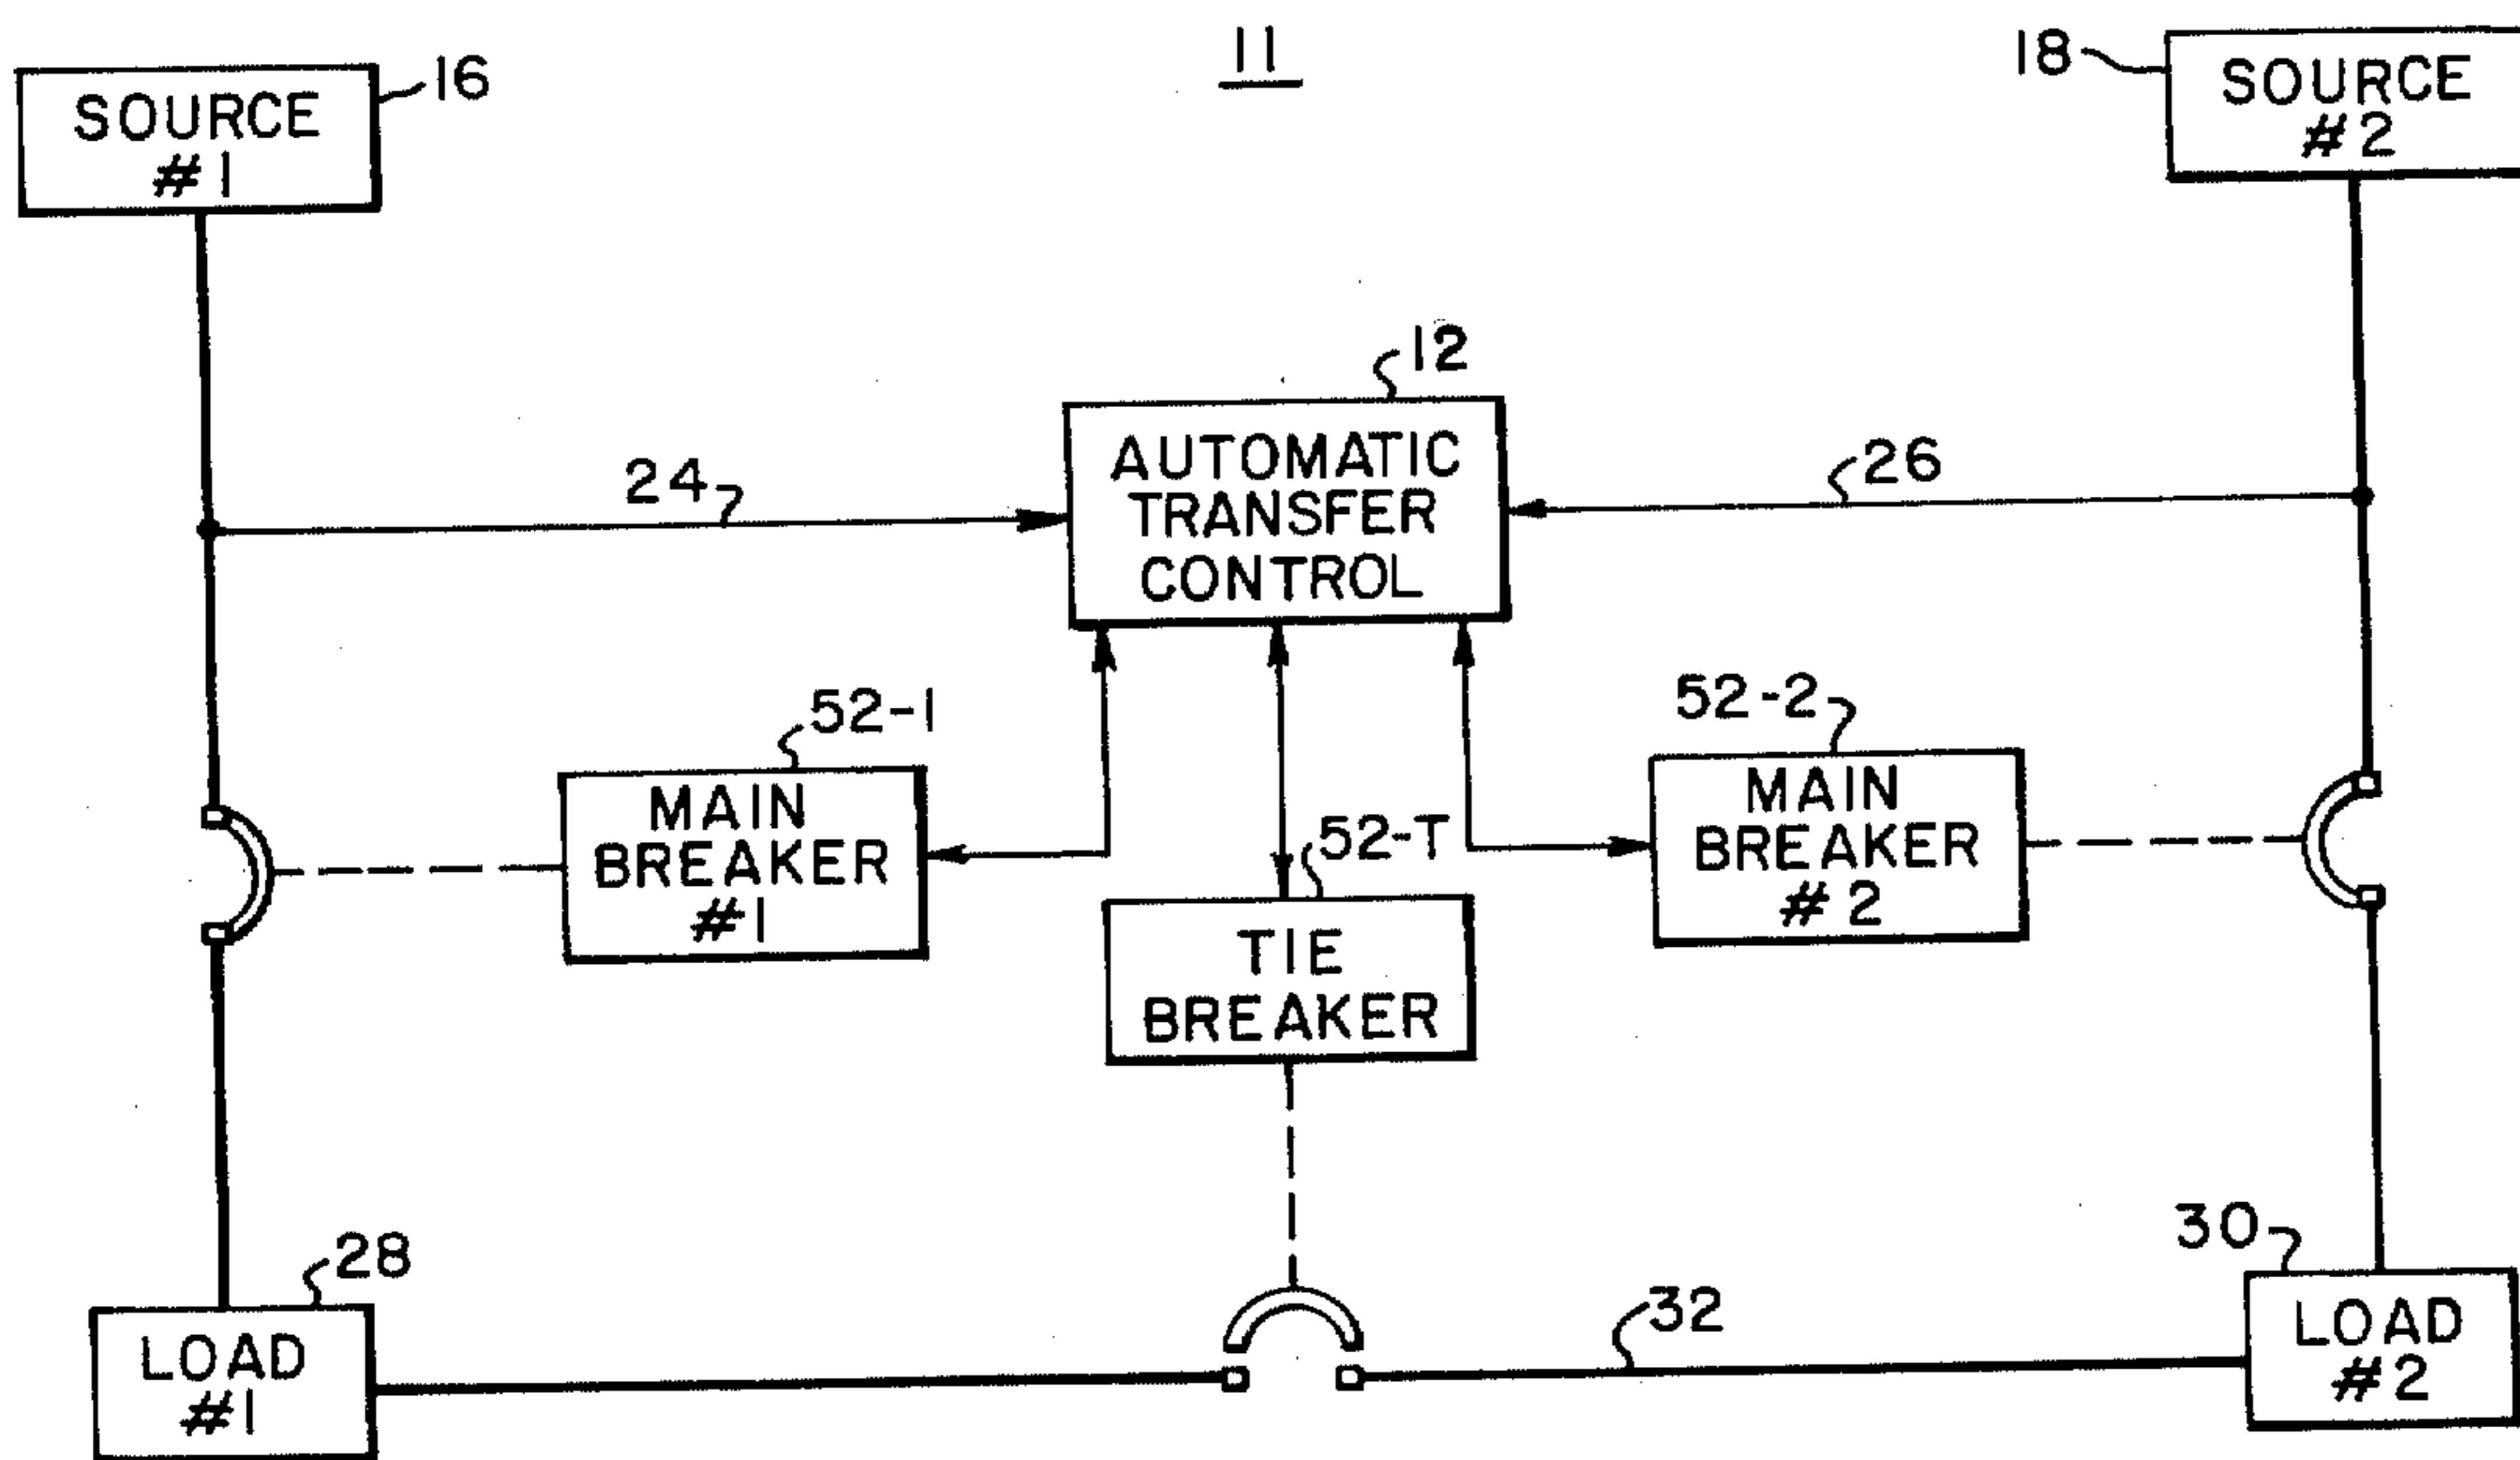 11
16
SOURCE
#1
18
SOURCE
#2
12
AUTOMATIC
TRANSFER
CONTROL
24
26
52-1
MAIN
BREAKER
#1
52-2
MAIN
BREAKER
#2
52-T
TIE
BREAKER
28
LOAD
#1
32
30
LOAD
#2